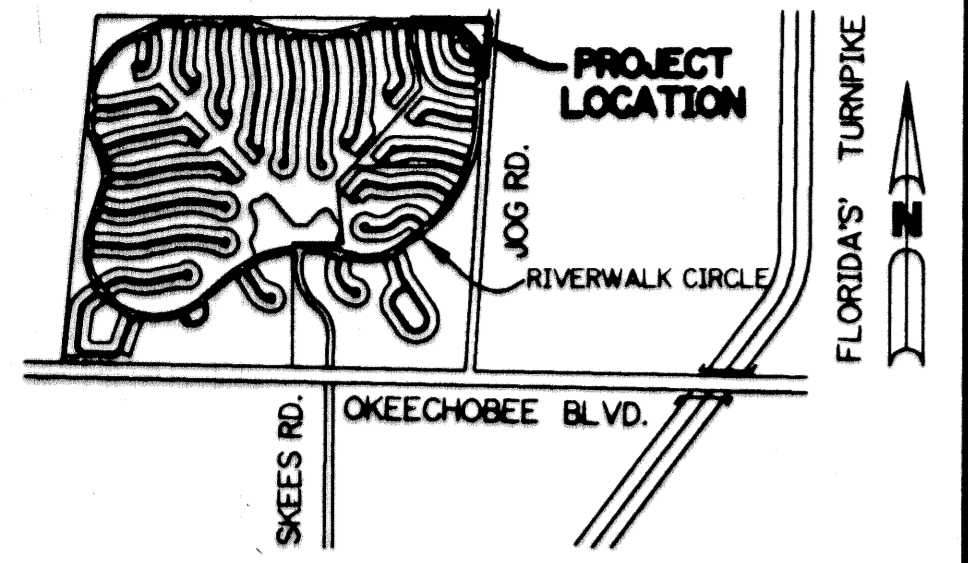 PROJECT
LOCATION
FLORIDA'S' TURNPIKE
JOG RD.
N
RIVERWALK CIRCLE
OKEECHOBEE BLVD.
SKEES RD.